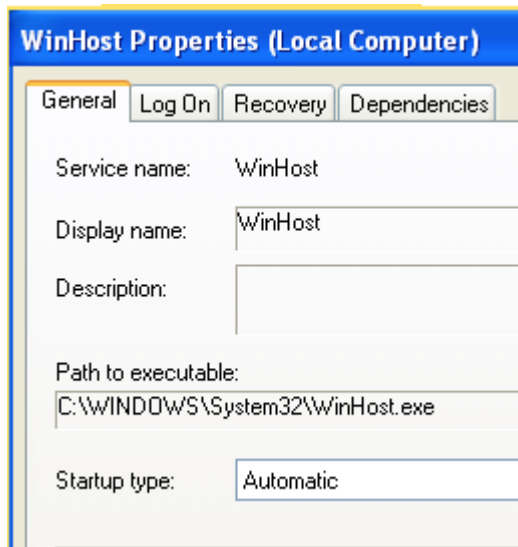 WinHost Properties (Local Computer)
General Log On Recovery Dependencies
Service name: WinHost
Display name: WinHost
Description:
Path to executable:
C:\WINDOWS\System32\WinHost.exe
Startup type: Automatic